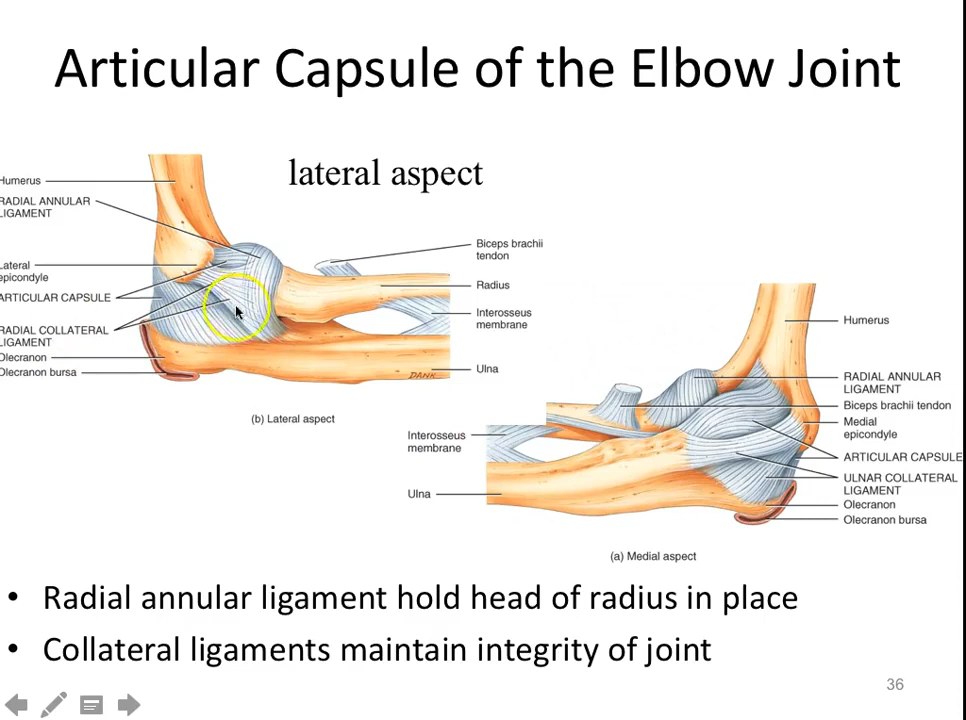 Articular Capsule of the Elbow Joint
lateral aspect
Humerus
RADIAL ANNULAR
LIGAMENT
Lateral
epicondyle
ARTICULAR CAPSULE
RADIAL COLLATERAL
LIGAMENT
Olecranon
Olecranon bursa
Biceps brachii
tendon
Radius
Interosseus
membrane
Ulna
DANK
(b) Lateral aspect
Interosseus
membrane
Ulna
Humerus
RADIAL ANNULAR
LIGAMENT
Biceps brachii tendon
Medial
epicondyle
ARTICULAR CAPSULE
ULNAR COLLATERAL
LIGAMENT
Olecranon
Olecranon bursa
(a) Medial aspect
• Radial annular ligament hold head of radius in place
• Collateral ligaments maintain integrity of joint
36